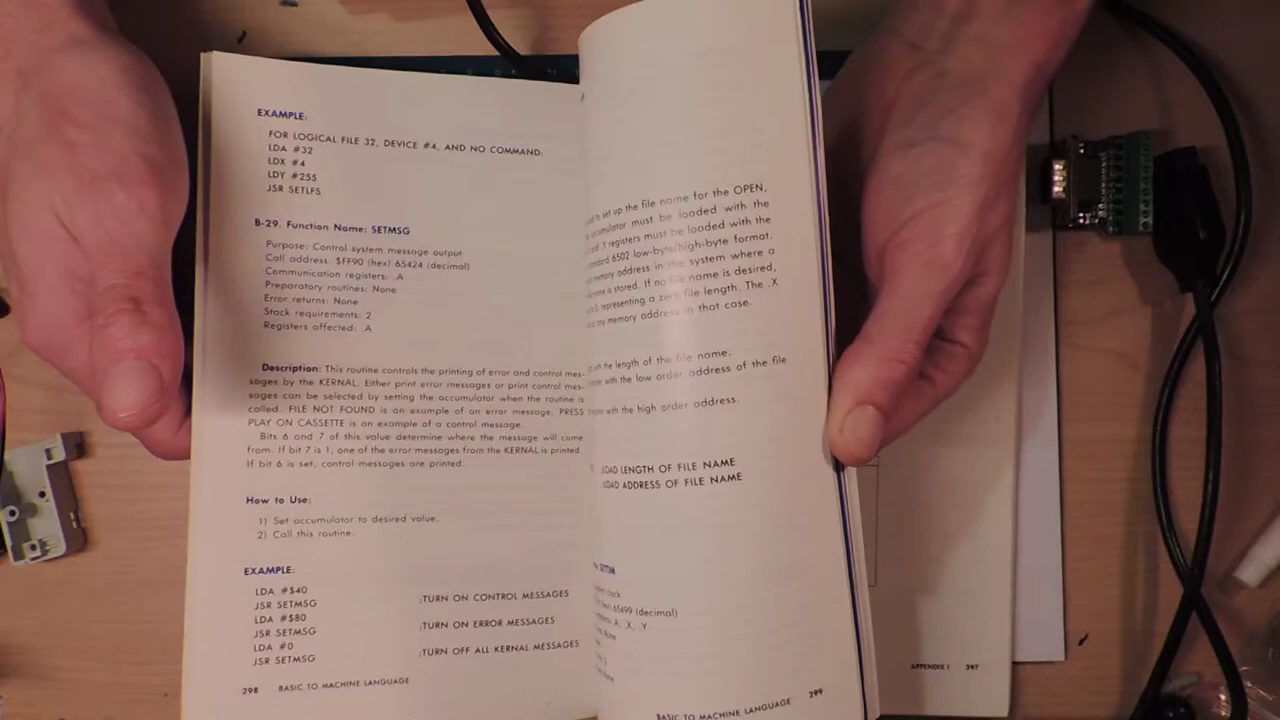 EXAMPLE:
FOR LOGICAL FILE 32, DEVICE #4, AND NO COMMAND:
LDA #32
LDX #4
LDY #255
JSR SETLFS
B-29. Function Name: SETMSG
Purpose: Control system message output
Call address: $FF90 (hex) 65424 (decimal)
Communication registers: .A
Preparatory routines: None
Error returns: None
Stack requirements: 2
Registers affected: .A
Description: This routine controls the printing of error and control mes-
sages by the KERNAL. Either print error messages or print control mes-
sages can be selected by setting the accumulator when the routine is
called. FILE NOT FOUND is an example of an error message. PRESS
PLAY ON CASSETTE is an example of a control message.
Bits 6 and 7 of this value determine where the message will come
from. If bit 7 is 1, one of the error messages from the KERNAL is printed.
If bit 6 is set, control messages are printed.
How to Use:
1) Set accumulator to desired value.
2) Call this routine.
EXAMPLE:
LDA #$40
JSR SETMSG ;TURN ON CONTROL MESSAGES
LDA #$80
JSR SETMSG ;TURN ON ERROR MESSAGES
LDA #0
JSR SETMSG ;TURN OFF ALL KERNAL MESSAGES
298 BASIC TO MACHINE LANGUAGE
to set up the file name for the OPEN,
accumulator must be loaded with the
registers must be loaded with the
standard 6502 low-byte/high-byte format.
memory address in the system where a
name is stored. If no file name is desired,
representing a zero file length. The .X
any memory address in that case.
with the length of the file name.
with the low order address of the file
with the high order address.
LOAD LENGTH OF FILE NAME
LOAD ADDRESS OF FILE NAME
SETTIM
clock
(hex) 65499 (decimal)
.A, .X, .Y
None
2
None
BASIC TO MACHINE LANGUAGE 299
APPENDIX I 397